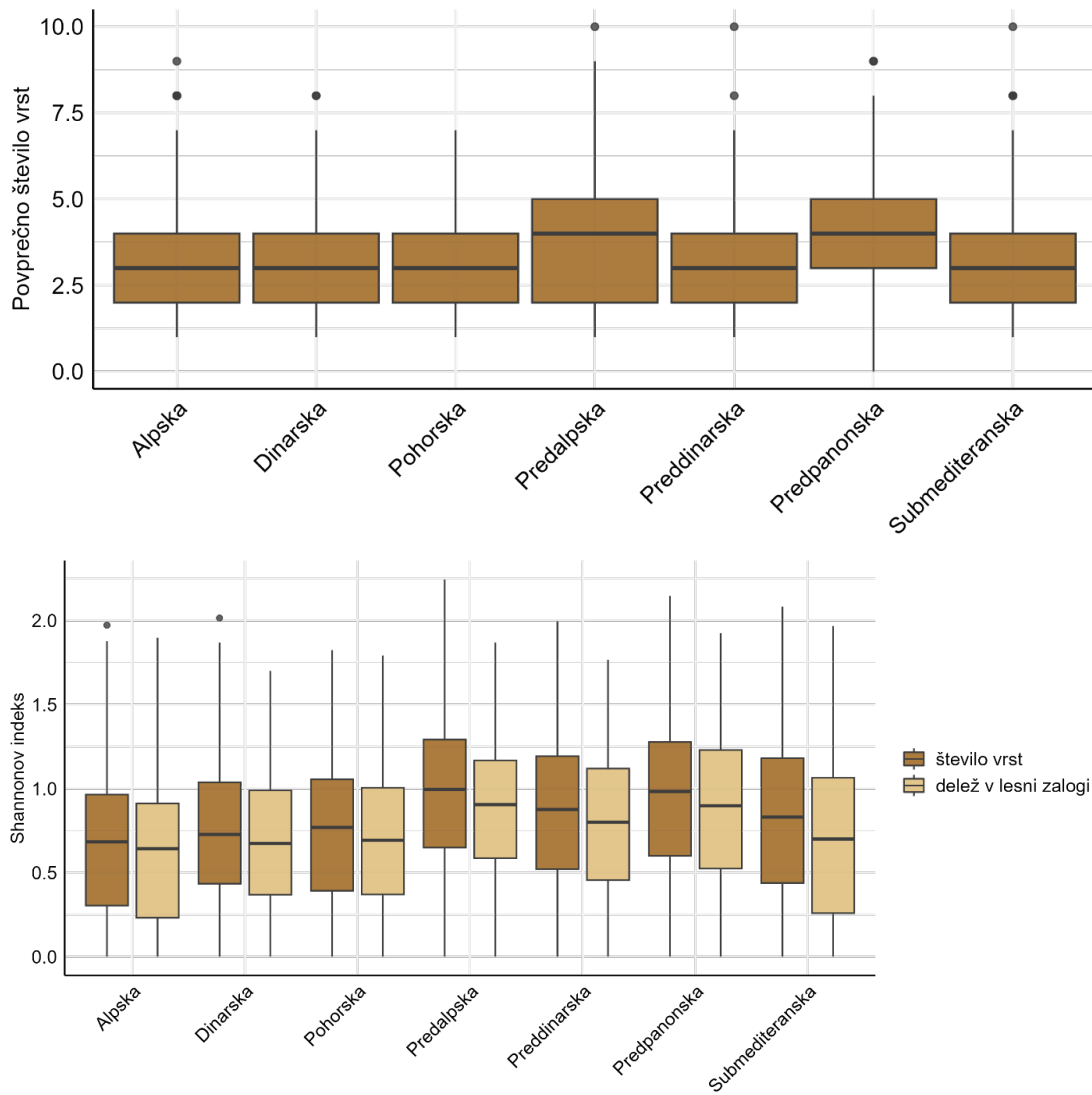 Povprečno število vrst
10.0
7.5
5.0
2.5
0.0
Alpska
Dinarska
Pohorska
Predalpska
Preddinarska
Predpanonska
Submediteranska
Shannonov indeks
2.0
1.5
1.0
0.5
0.0
Alpska
Dinarska
Pohorska
Predalpska
Preddinarska
Predpanonska
Submediteranska
število vrst
delež v lesni zalogi